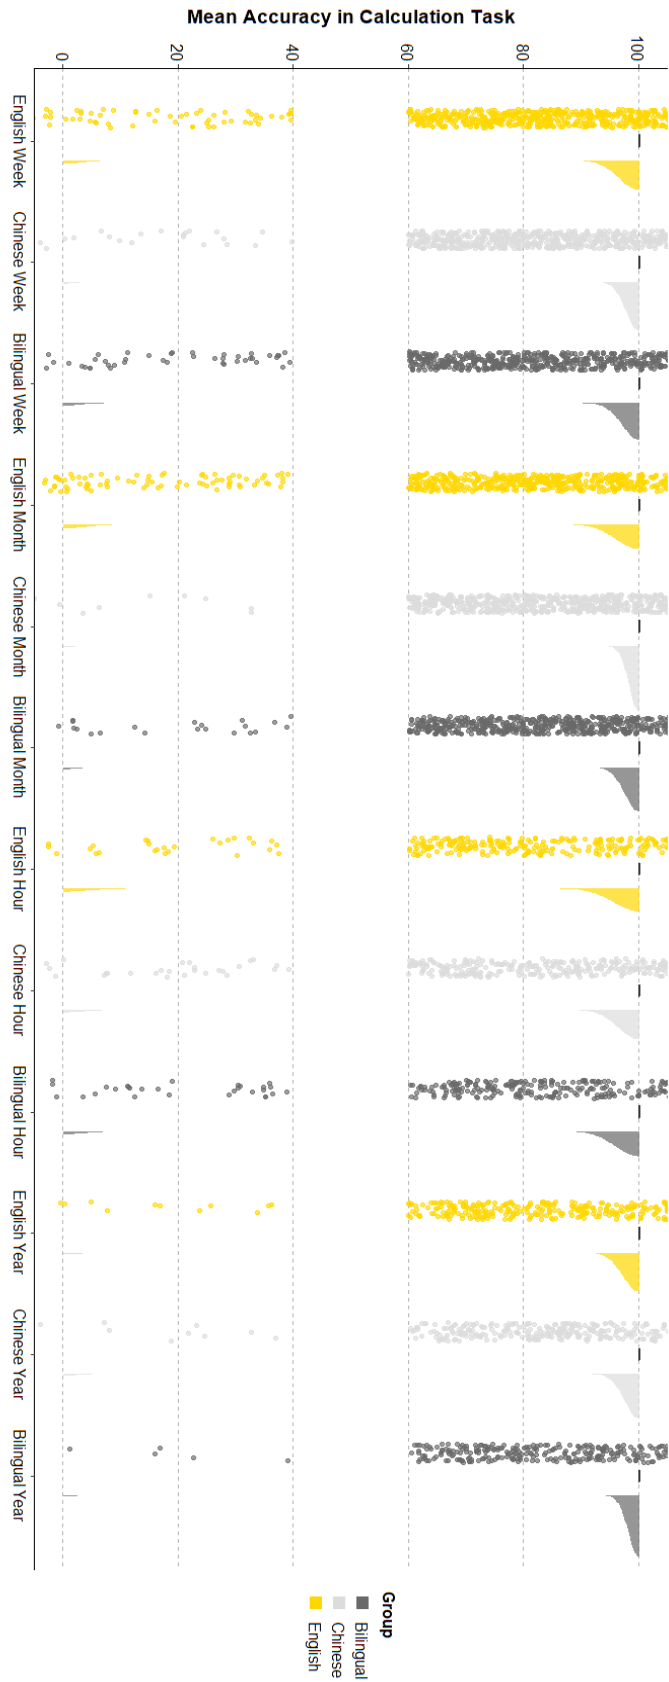 Mean Accuracy in Calculation Task
0
20
40
60
80
100
English Week
Chinese Week
Bilingual Week
English Month
Chinese Month
Bilingual Month
English Hour
Chinese Hour
Bilingual Hour
English Year
Chinese Year
Bilingual Year
Group
Bilingual
Chinese
English